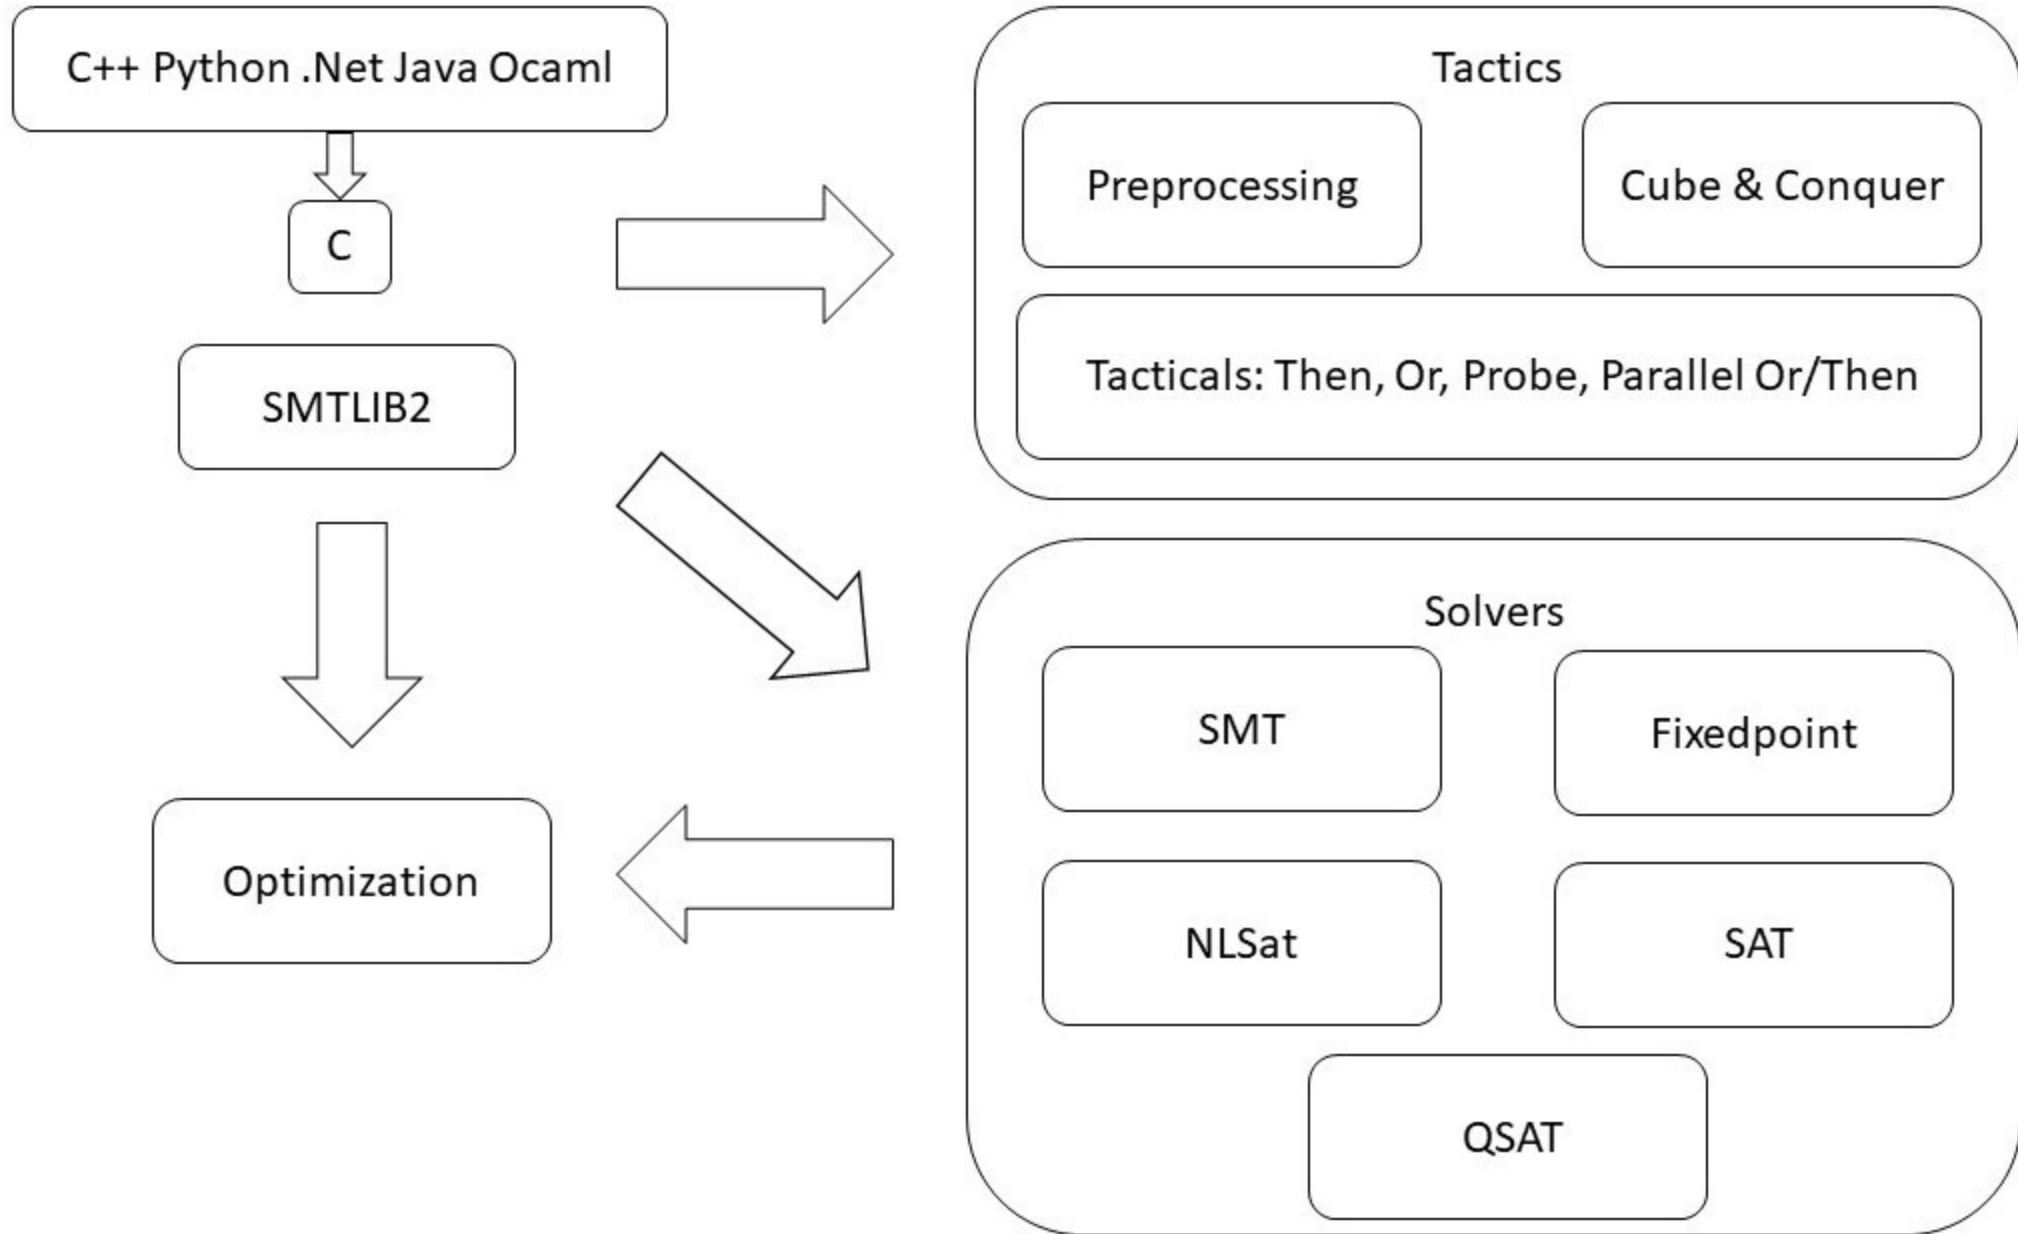 C++ Python .Net Java Ocaml
C
SMTLIB2
Optimization
Tactics
Preprocessing
Cube & Conquer
Tacticals: Then, Or, Probe, Parallel Or/Then
Solvers
SMT
Fixedpoint
NLSat
SAT
QSAT